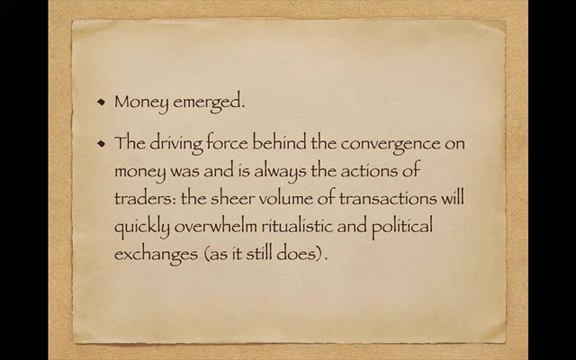 • Money emerged.
• The driving force behind the convergence on
money was and is always the actions of
traders: the sheer volume of transactions will
quickly overwhelm ritualistic and political
exchanges (as it still does).